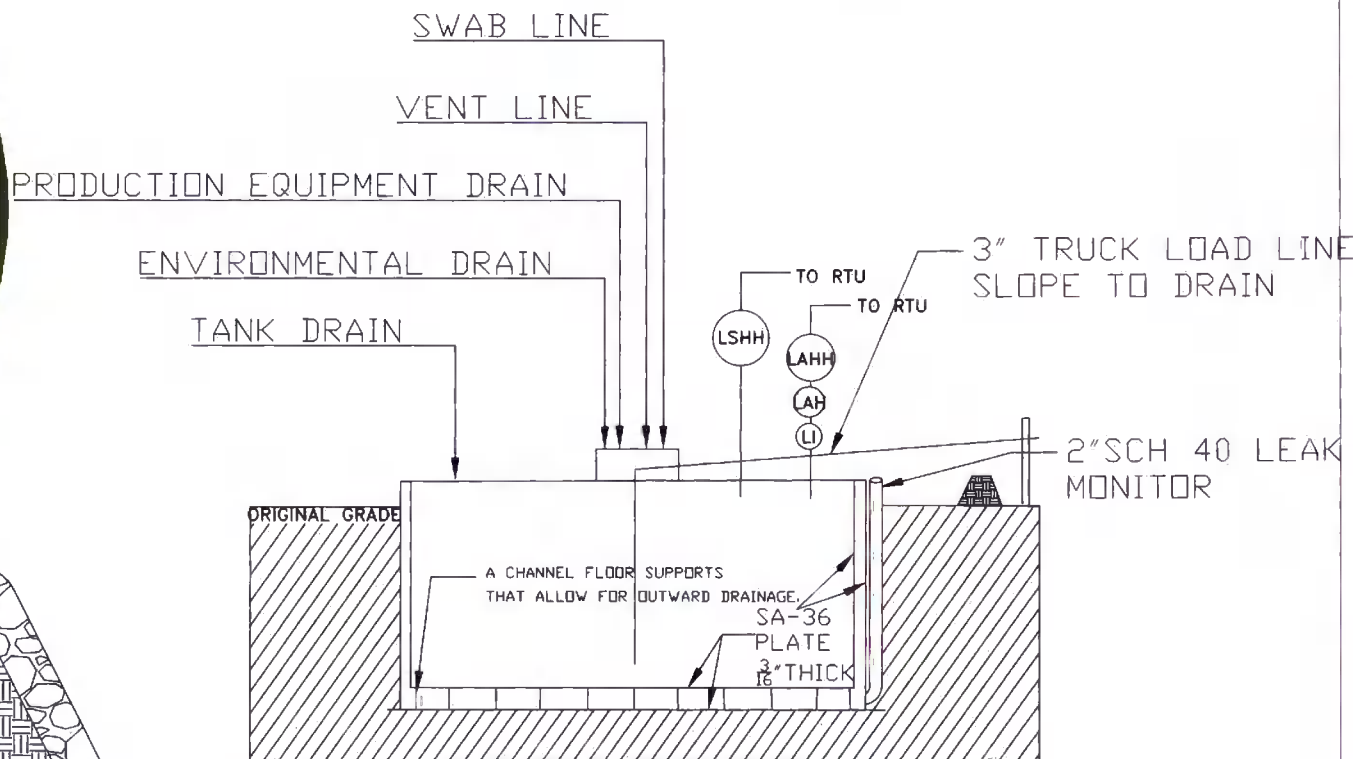 SWAB LINE
VENT LINE
PRODUCTION EQUIPMENT DRAIN
ENVIRONMENTAL DRAIN
TANK DRAIN
3" TRUCK LOAD LINE
SLOPE TO DRAIN
TO RTU
TO RTU
LSHH
LAHH
LAH
LI
2"SCH 40 LEAK
MONITOR
ORIGINAL GRADE
A CHANNEL FLOOR SUPPORTS
THAT ALLOW FOR OUTWARD DRAINAGE.
SA-36
PLATE
3/16" THICK